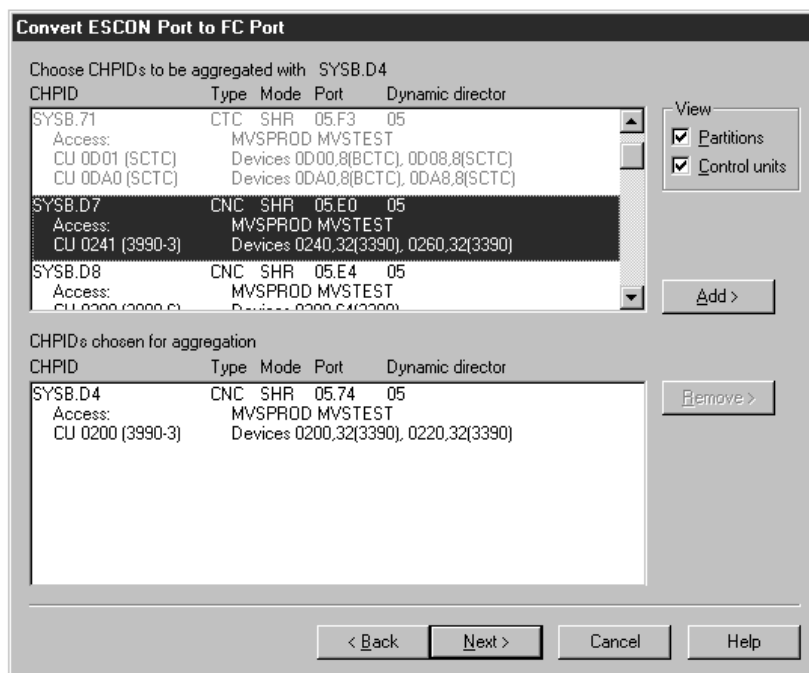 Convert ESCON Port to FC Port
Choose CHPIDs to be aggregated with SYSB.D4
CHPID Type Mode Port Dynamic director
View
SYSB.71 CTC SHR 05.F3 05
Access: MVSPROD MVSTEST
CU 0D01 (SCTC) Devices 0D00,8(BCTC), 0D08,8(SCTC)
CU 0DA0 (SCTC) Devices 0DA0,8(BCTC), 0DA8,8(SCTC)
Partitions
Control units
SYSB.D7 CNC SHR 05.E0 05
Access: MVSPROD MVSTEST
CU 0241 (3990-3) Devices 0240,32(3390), 0260,32(3390)
SYSB.D8 CNC SHR 05.E4 05
Access: MVSPROD MVSTEST
Add >
CHPIDs chosen for aggregation
CHPID Type Mode Port Dynamic director
SYSB.D4 CNC SHR 05.74 05
Access: MVSPROD MVSTEST
CU 0200 (3990-3) Devices 0200,32(3390), 0220,32(3390)
Remove >
< Back
Next >
Cancel
Help